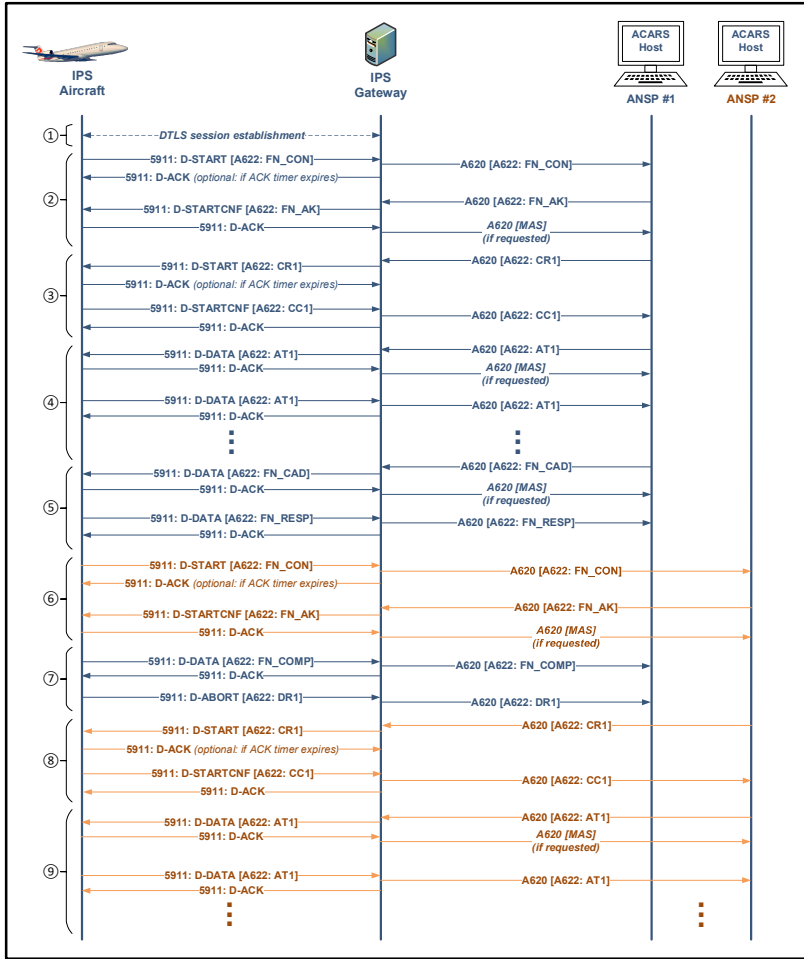 IPS
Aircraft
IPS
Gateway
ACARS
Host
ANSP #1
ACARS
Host
ANSP #2
①
DTLS session establishment
②
5911: D-START [A622: FN_CON]
A620 [A622: FN_CON]
5911: D-ACK (optional: if ACK timer expires)
A620 [A622: FN_AK]
5911: D-STARTCNF [A622: FN_AK]
5911: D-ACK
A620 [MAS]
(if requested)
③
A620 [A622: CR1]
5911: D-START [A622: CR1]
5911: D-ACK (optional: if ACK timer expires)
5911: D-STARTCNF [A622: CC1]
A620 [A622: CC1]
5911: D-ACK
④
A620 [A622: AT1]
5911: D-DATA [A622: AT1]
5911: D-ACK
A620 [MAS]
(if requested)
5911: D-DATA [A622: AT1]
A620 [A622: AT1]
5911: D-ACK
⑤
A620 [A622: FN_CAD]
5911: D-DATA [A622: FN_CAD]
5911: D-ACK
A620 [MAS]
(if requested)
5911: D-DATA [A622: FN_RESP]
A620 [A622: FN_RESP]
5911: D-ACK
⑥
5911: D-START [A622: FN_CON]
A620 [A622: FN_CON]
5911: D-ACK (optional: if ACK timer expires)
A620 [A622: FN_AK]
5911: D-STARTCNF [A622: FN_AK]
5911: D-ACK
A620 [MAS]
(if requested)
⑦
5911: D-DATA [A622: FN_COMP]
A620 [A622: FN_COMP]
5911: D-ACK
5911: D-ABORT [A622: DR1]
A620 [A622: DR1]
⑧
A620 [A622: CR1]
5911: D-START [A622: CR1]
5911: D-ACK (optional: if ACK timer expires)
5911: D-STARTCNF [A622: CC1]
A620 [A622: CC1]
5911: D-ACK
⑨
A620 [A622: AT1]
5911: D-DATA [A622: AT1]
5911: D-ACK
A620 [MAS]
(if requested)
5911: D-DATA [A622: AT1]
A620 [A622: AT1]
5911: D-ACK